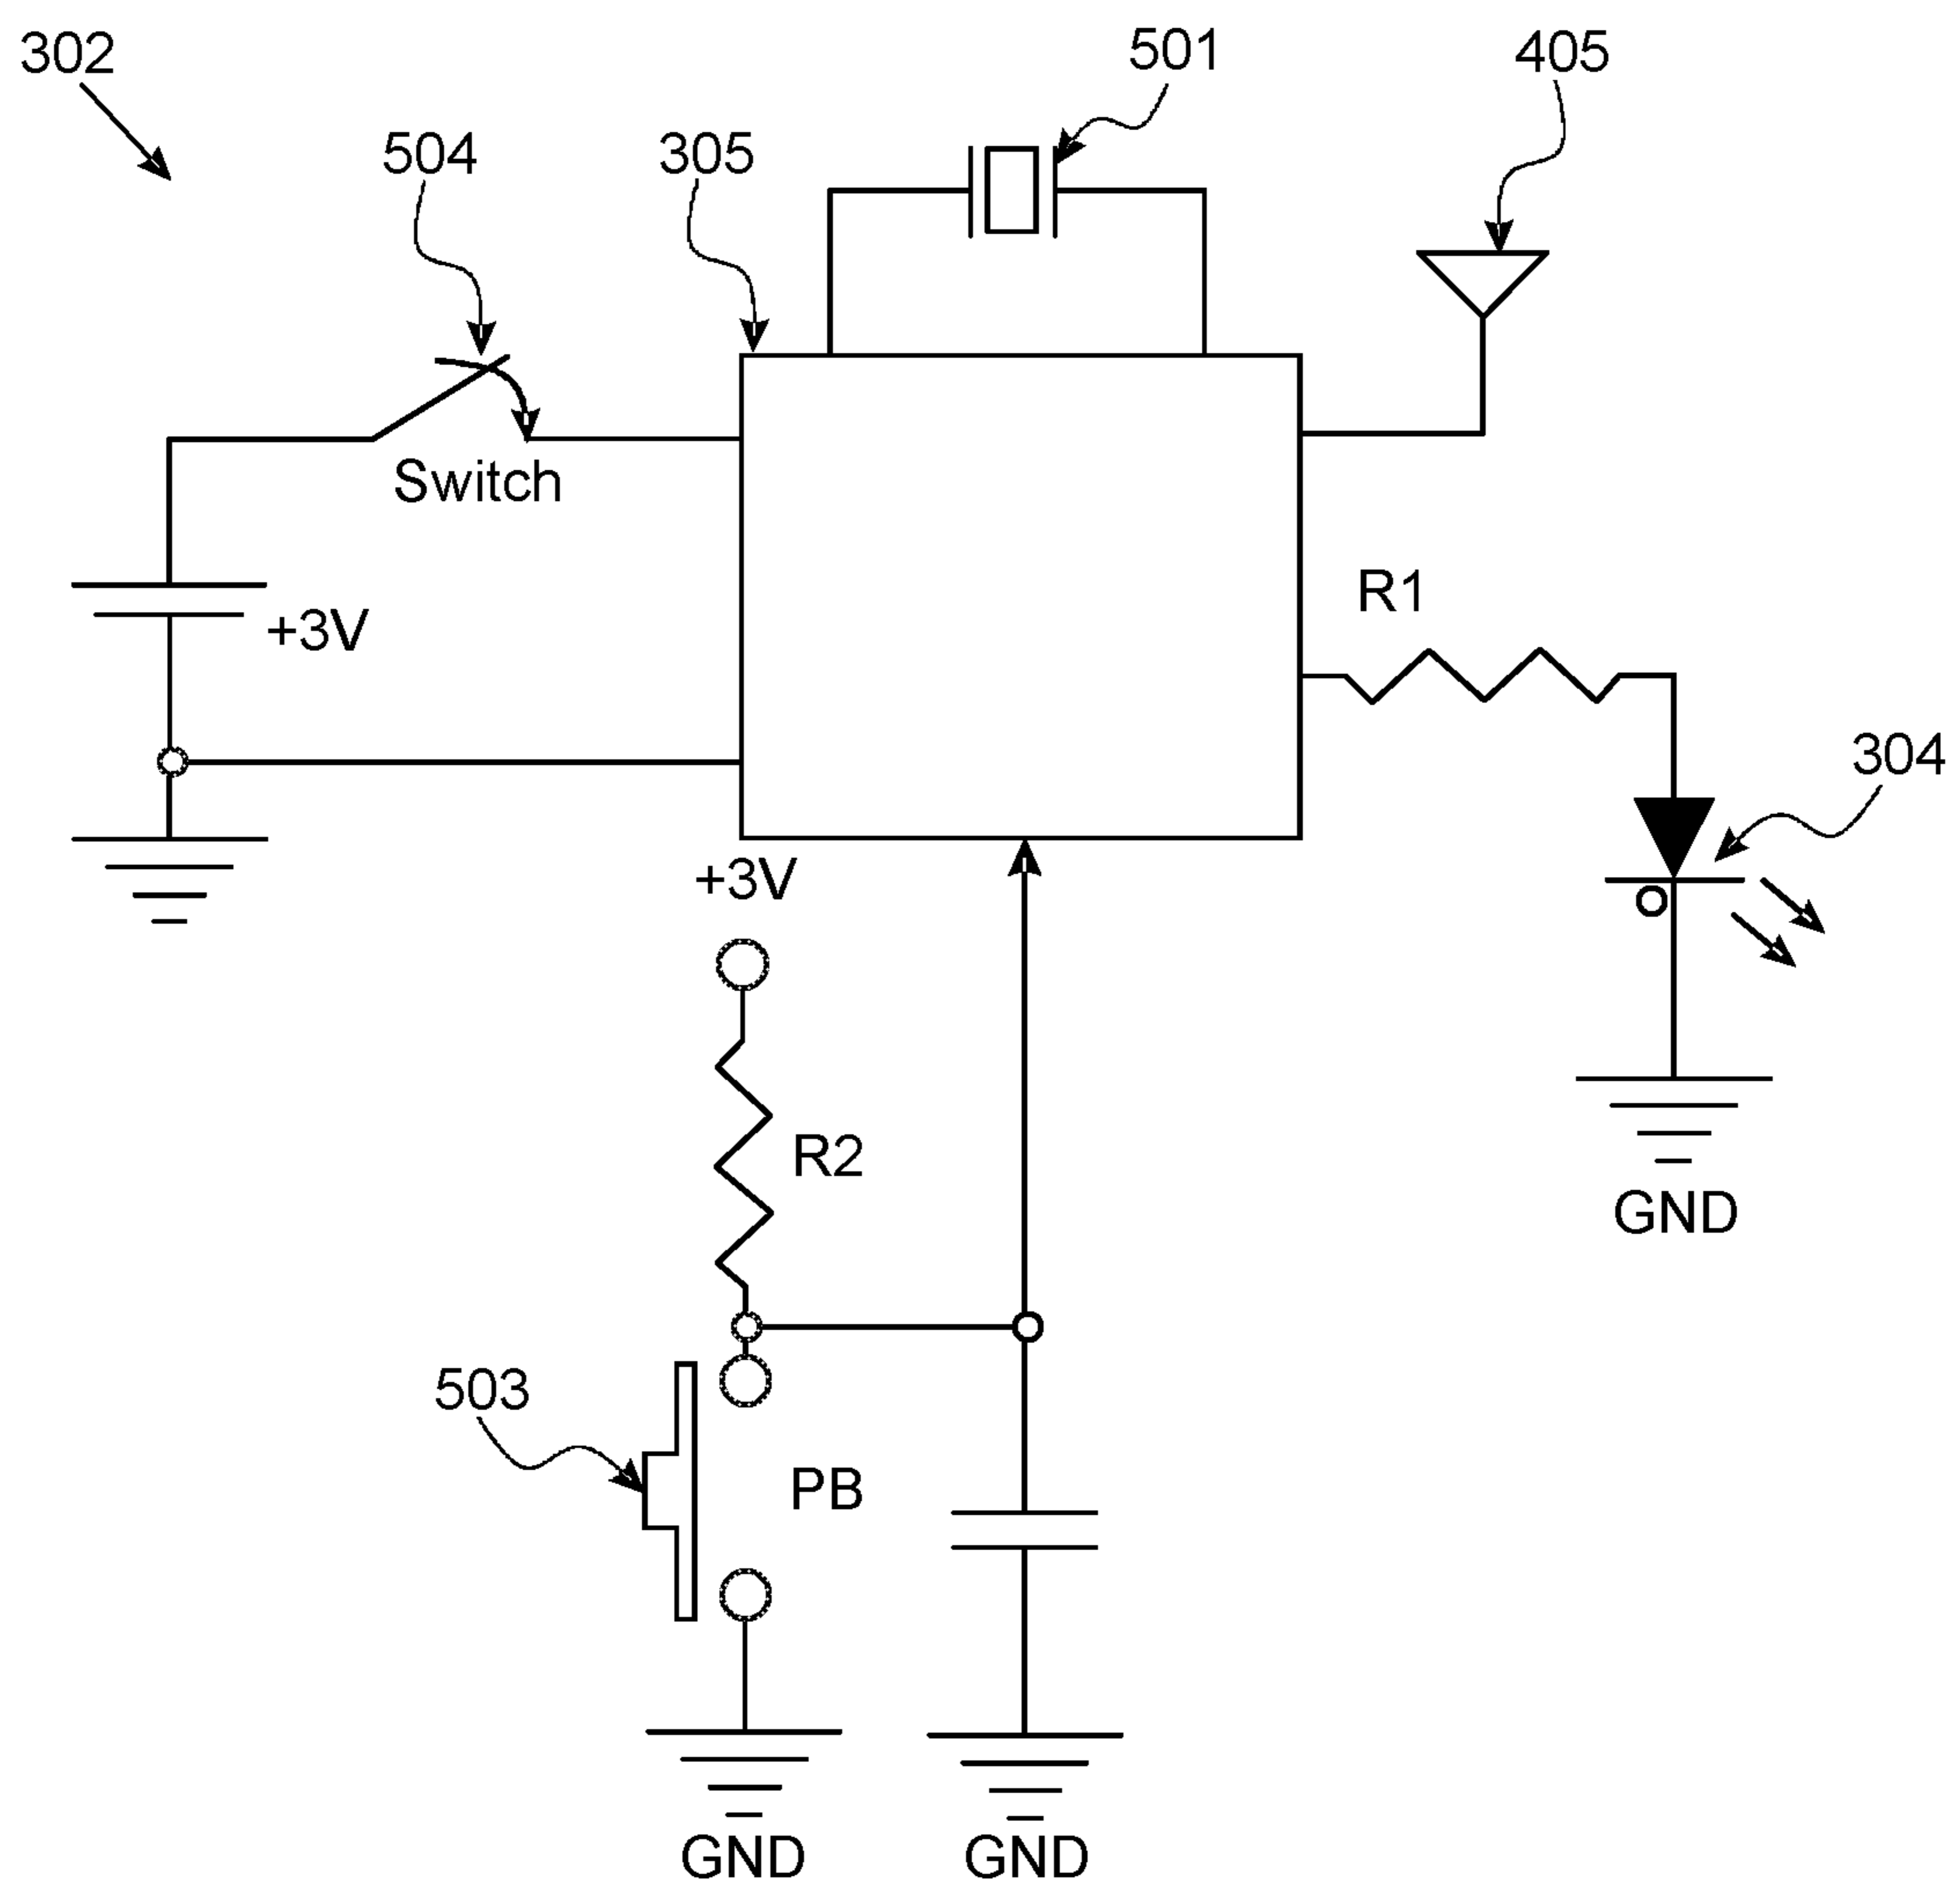 302
501
405
504
305
Switch
R1
+3V
304
+3V
R2
GND
503
PB
GND
GND